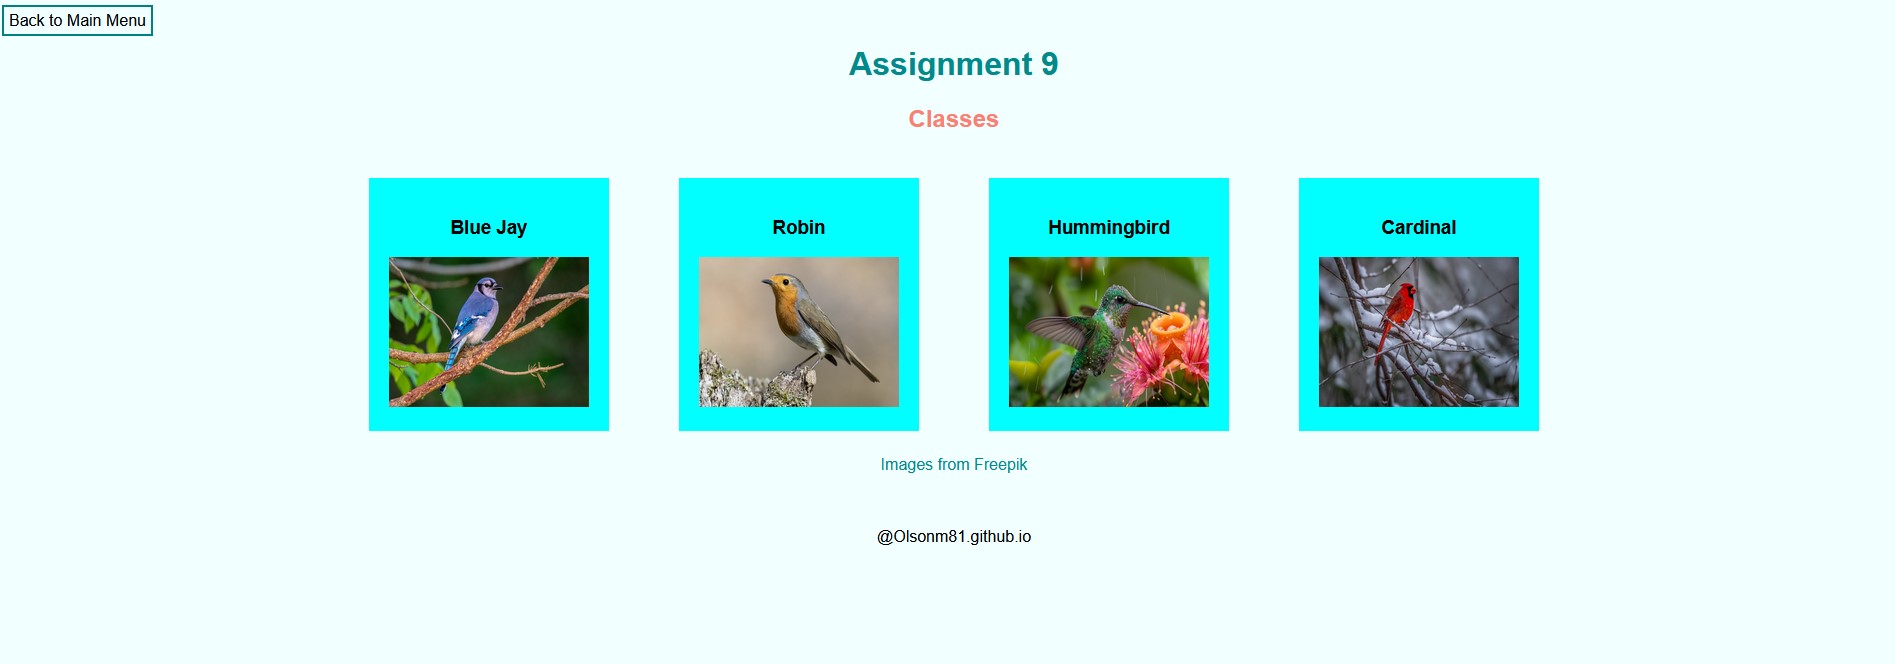 Back to Main Menu
Assignment 9
Classes
Blue Jay
Robin
Hummingbird
Cardinal
Images from Freepik
@Olsonm81.github.io